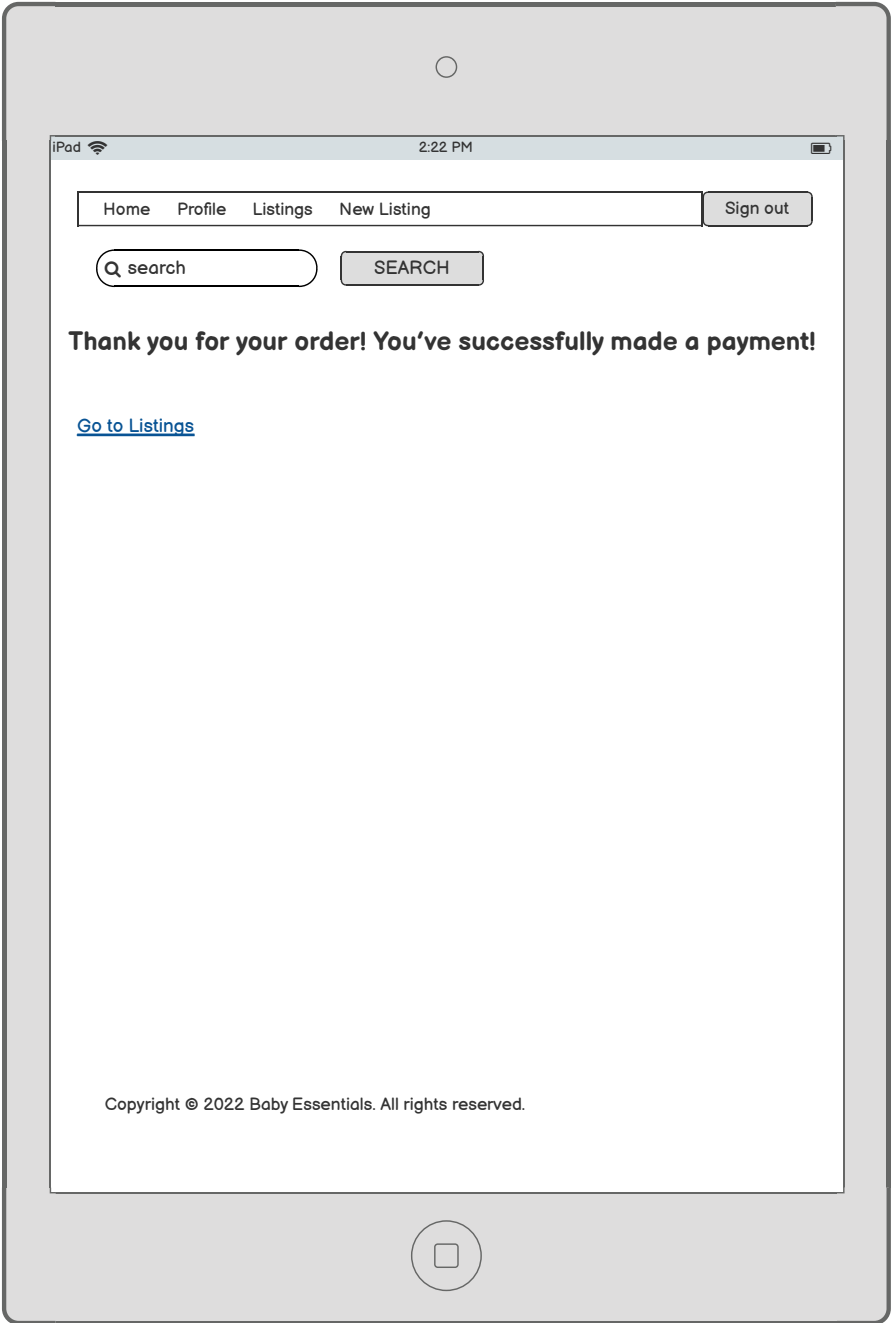 iPad 2:22 PM
Home Profile Listings New Listing Sign out
search SEARCH
Thank you for your order! You've successfully made a payment!
Go to Listings
Copyright © 2022 Baby Essentials. All rights reserved.